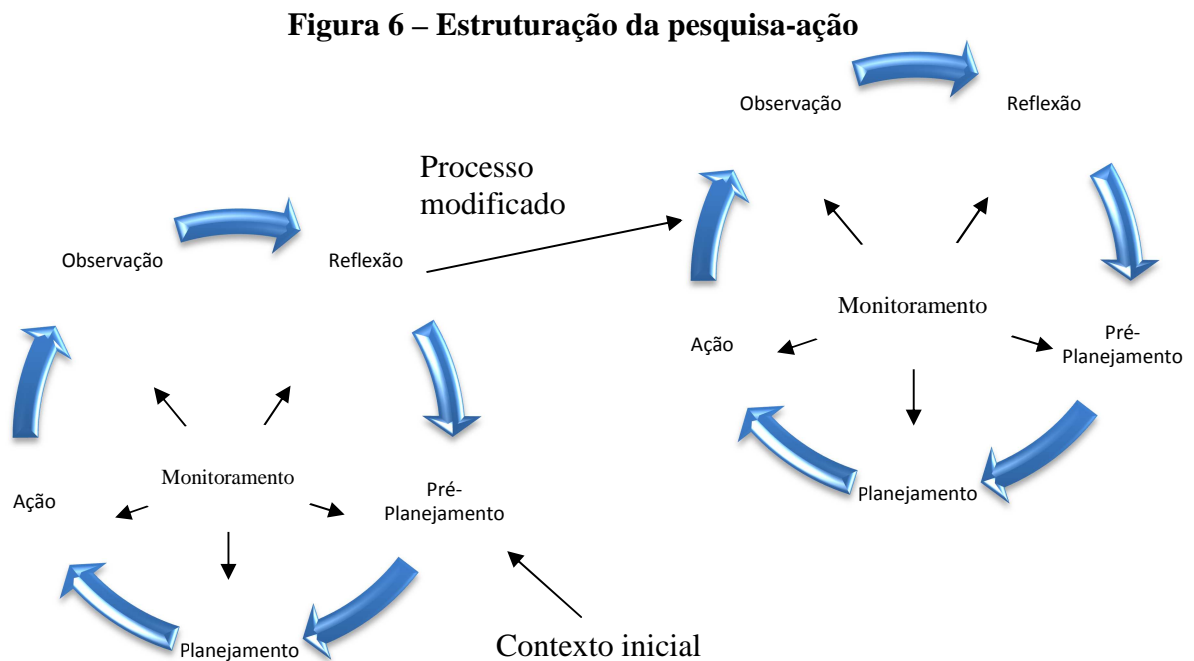 Figura 6 – Estruturação da pesquisa-ação
Observação
Reflexão
Processo
modificado
Observação
Reflexão
Monitoramento
Ação
Pré-
Planejamento
Monitoramento
Ação
Pré-
Planejamento
Planejamento
Planejamento
Contexto inicial